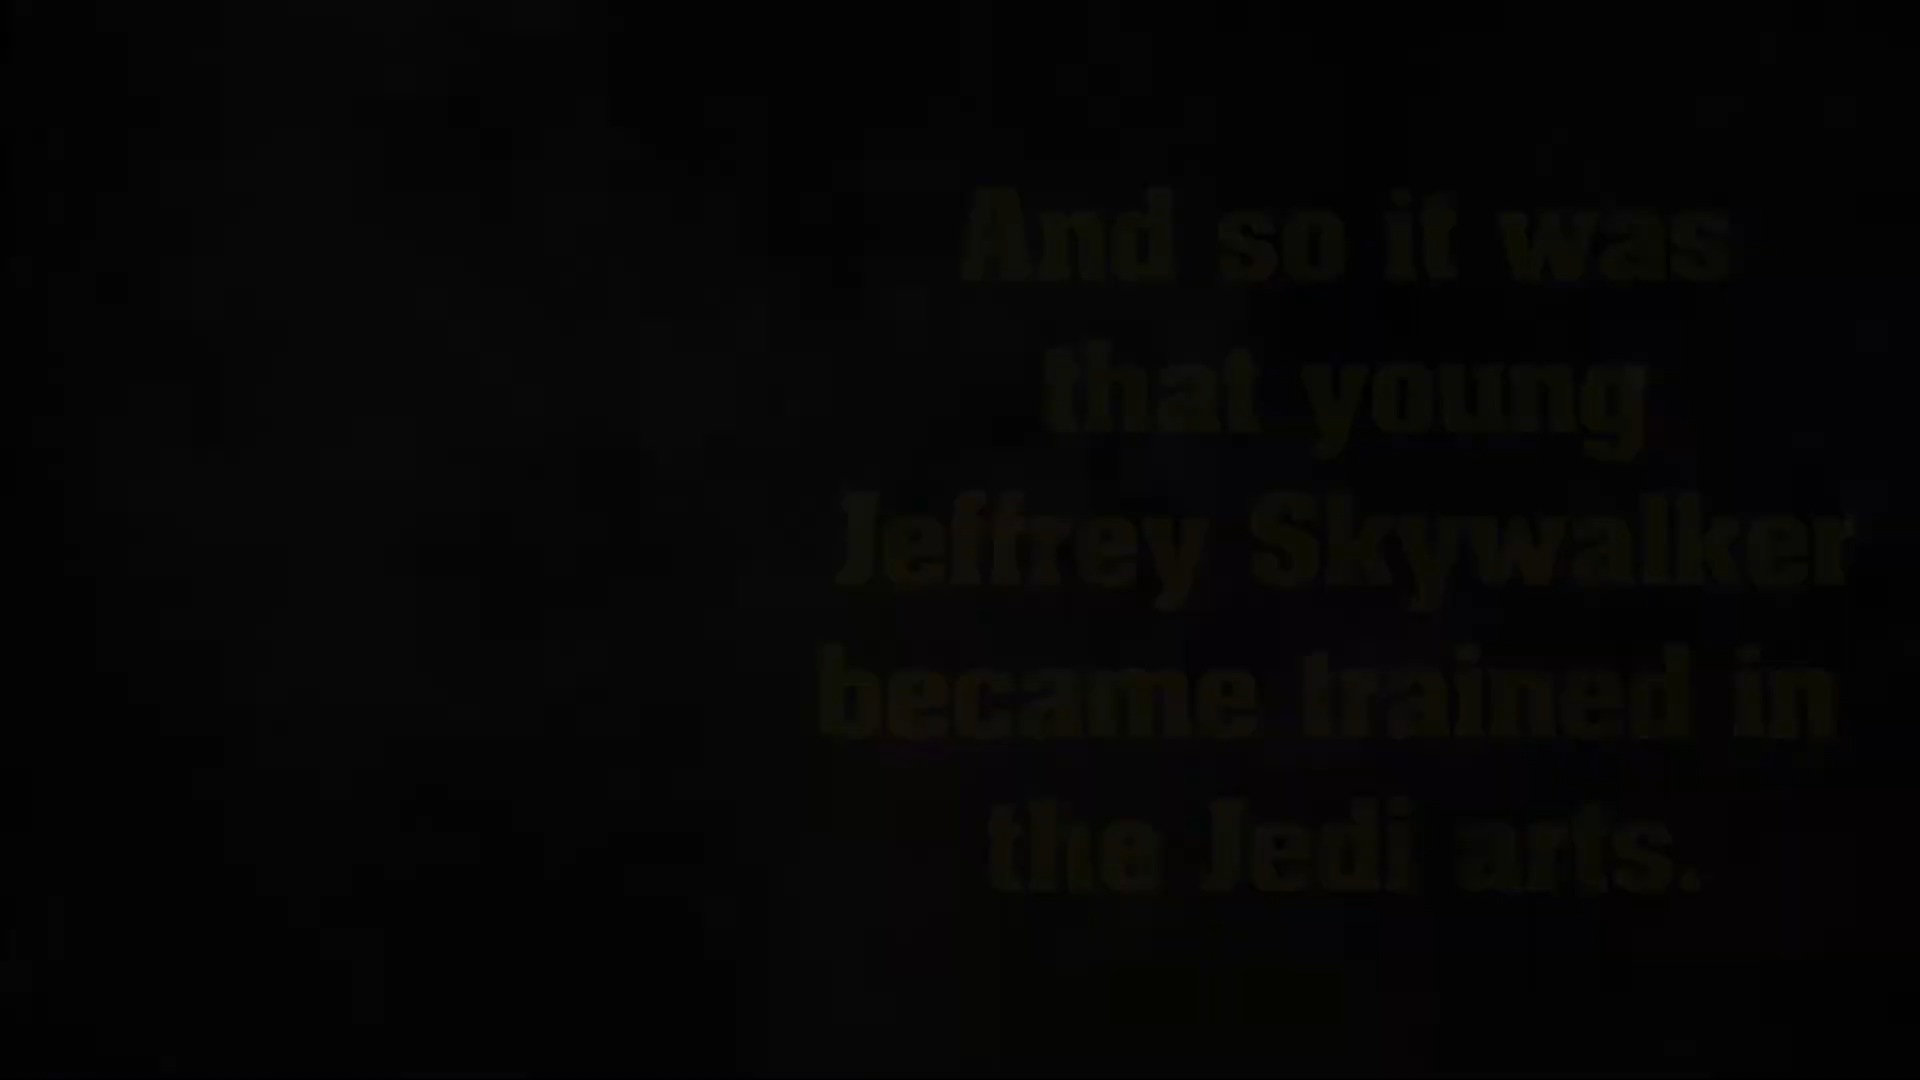 And so it was
that young
Jeffrey Skywalker
became trained in
the Jedi arts.